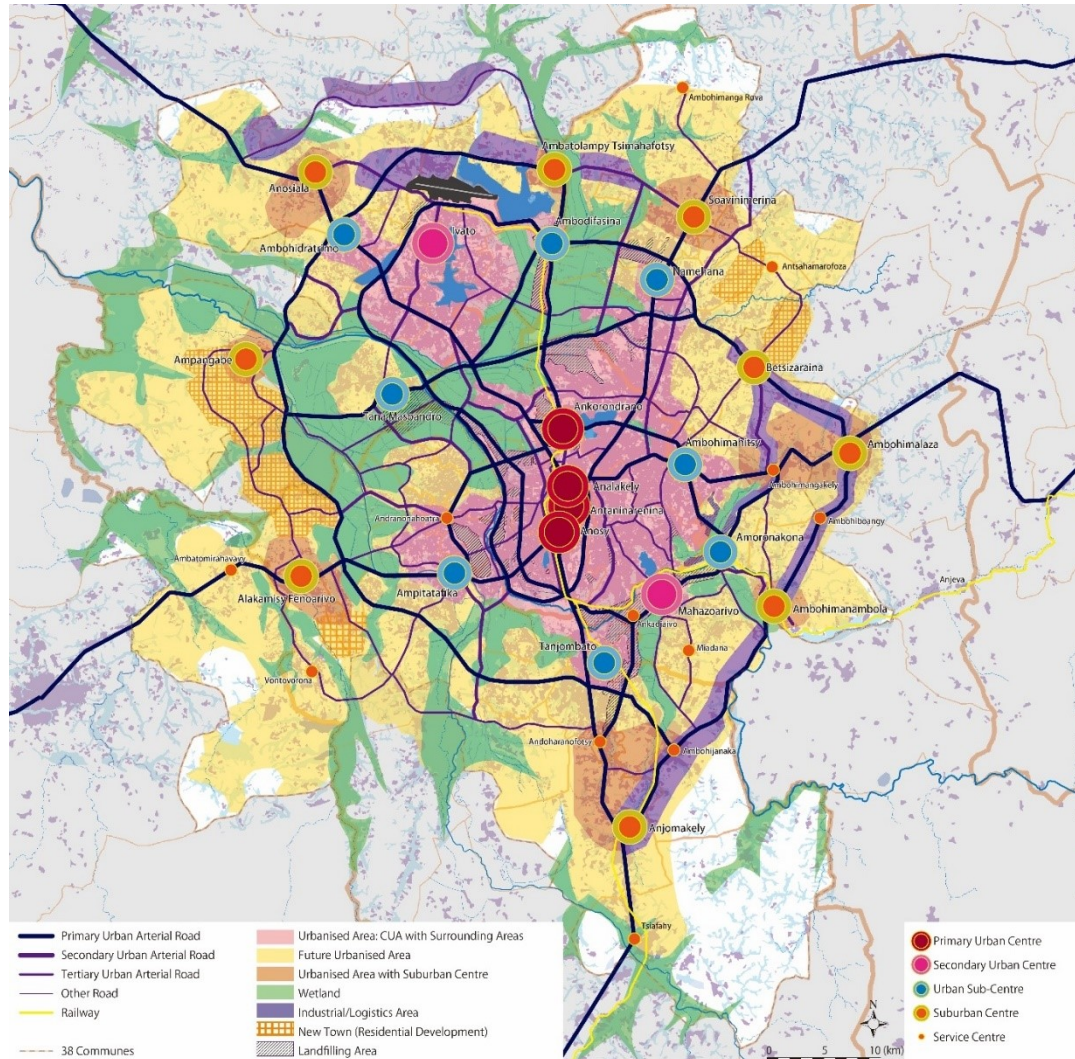 Ambohimanga Rova
Ambatolampy Tsimahafotsy
Anosiala
Soavinimerina
Ambodifasina
Ivato
Ambohidratrimo
Antsahamarofoza
Namehana
Ampangabe
Betsizaraina
Tana-Masoandro
Ankorondrano
Ambohimahitsy
Ambohimalaza
Ambohimangakely
Analakely
Antaninarenina
Andranonahoatra
Ambohiboangy
Anosy
Amoronakona
Ambatomirahavavy
Anjeva
Ampitatafika
Alakamisy Fenoarivo
Mahazoarivo
Ambohimanambola
Ankadiaivo
Tanjombato
Miadana
Vontovorona
Andoharanofotsy
Ambohijanaka
Anjomakely
Tsiafahy
Primary Urban Arterial Road
Secondary Urban Arterial Road
Tertiary Urban Arterial Road
Other Road
Railway
38 Communes
Urbanised Area: CUA with Surrounding Areas
Future Urbanised Area
Urbanised Area with Suburban Centre
Wetland
Industrial/Logistics Area
New Town (Residential Development)
Landfilling Area
Primary Urban Centre
Secondary Urban Centre
Urban Sub-Centre
Suburban Centre
Service Centre
N
0 5 10 (km)